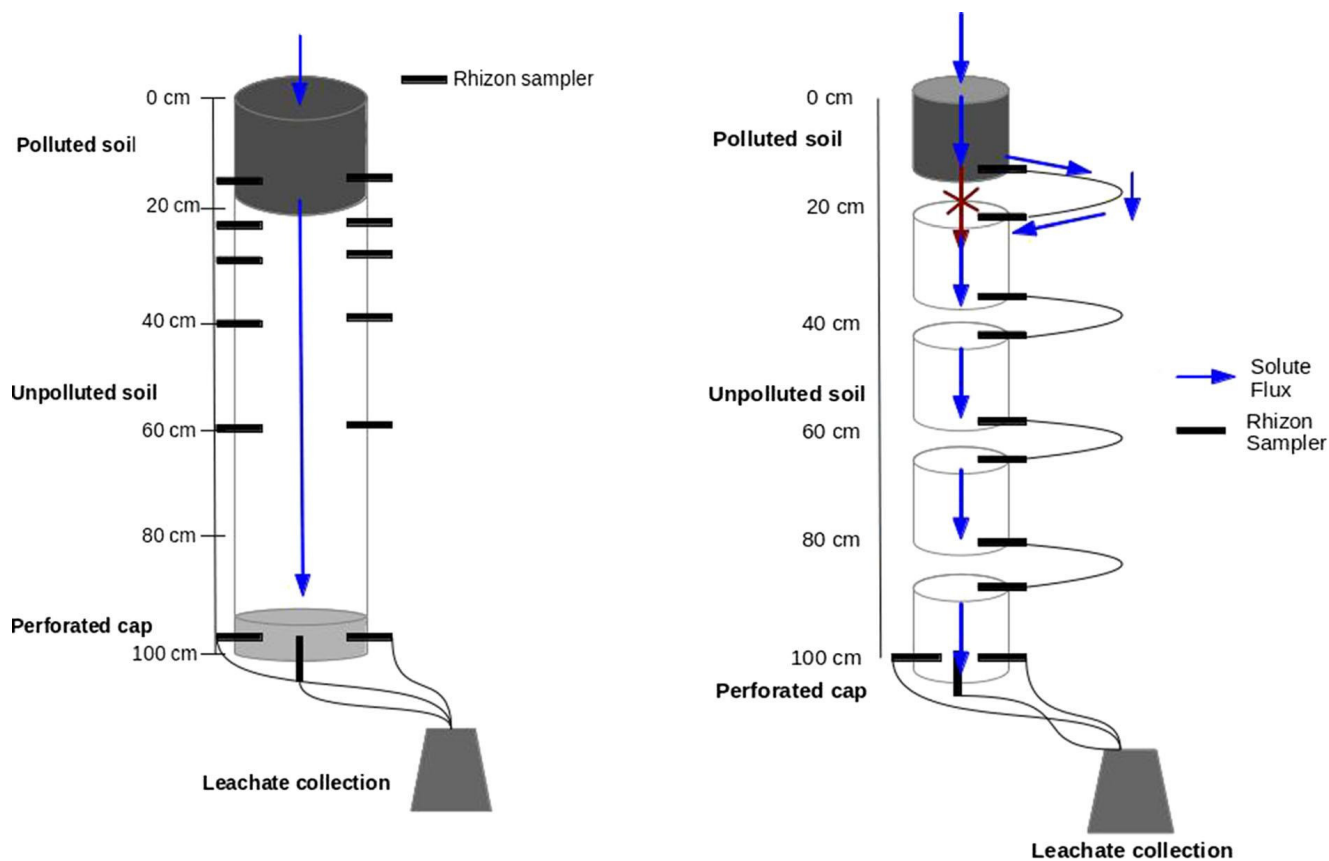 Rhizon sampler
0 cm
Polluted soil
20 cm
40 cm
Unpolluted soil
60 cm
80 cm
Perforated cap
100 cm
Leachate collection
0 cm
Polluted soil
20 cm
40 cm
Unpolluted soil
60 cm
80 cm
100 cm
Perforated cap
Solute
Flux
Rhizon
Sampler
Leachate collection